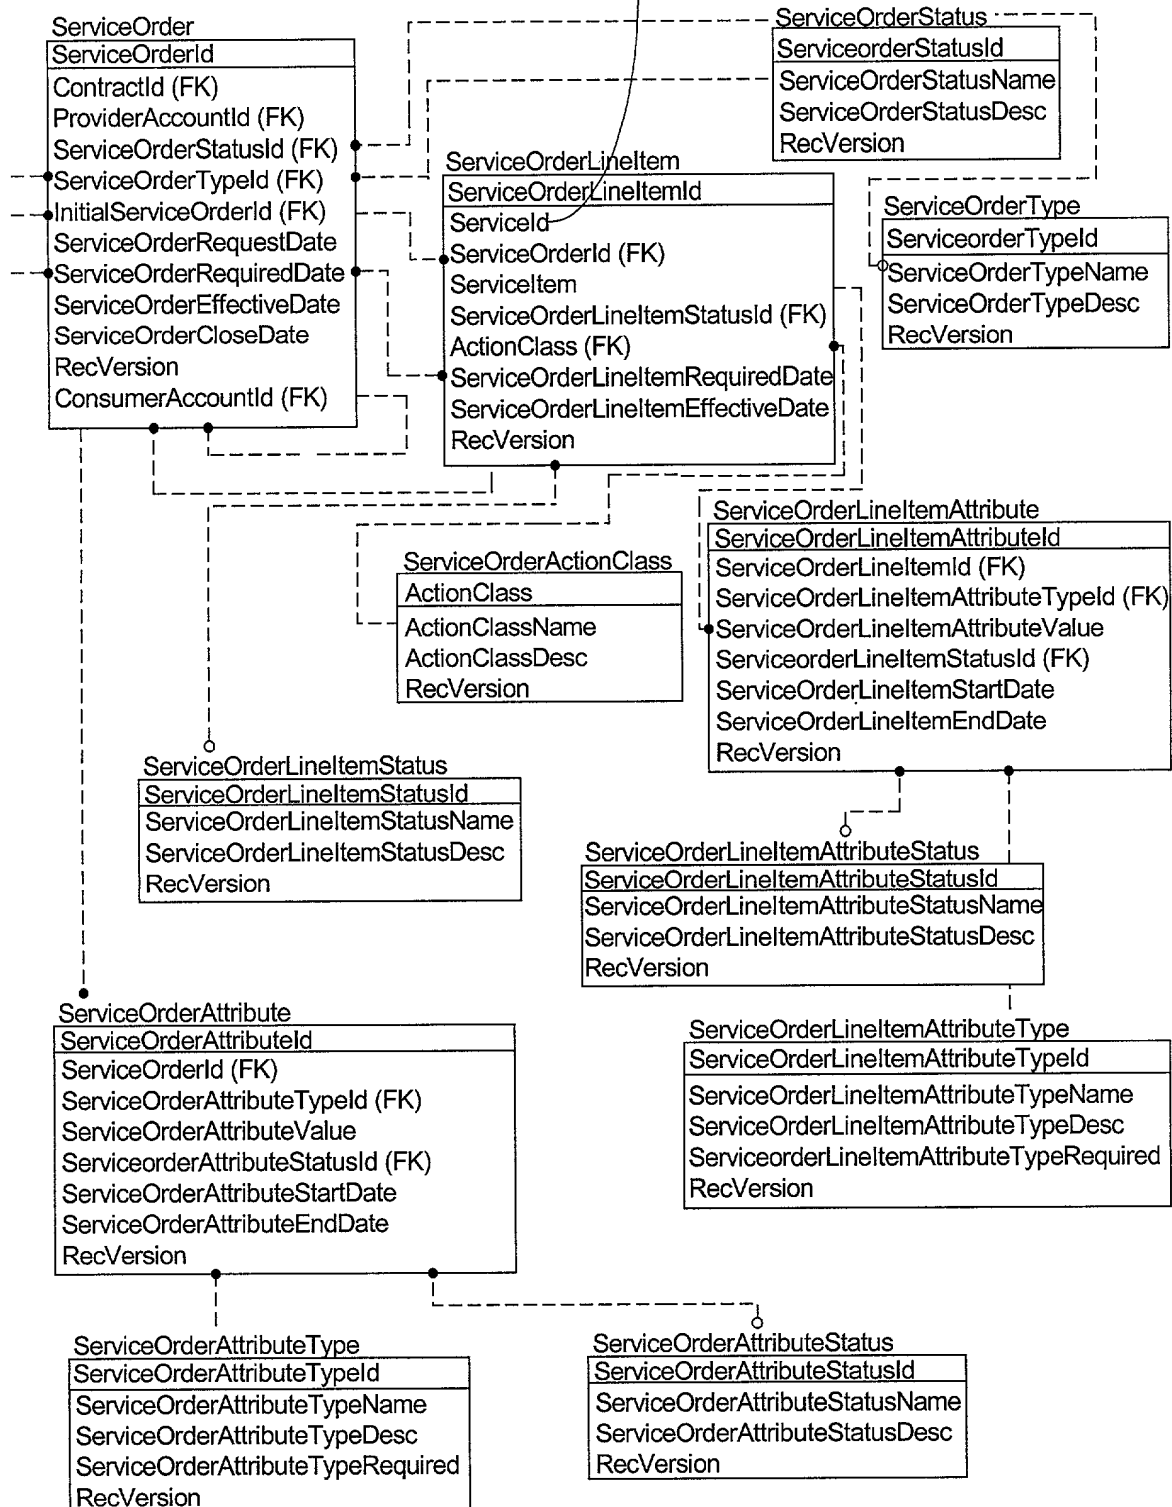 ServiceOrder
ServiceOrderId
ContractId (FK)
ProviderAccountId (FK)
ServiceOrderStatusId (FK)
ServiceOrderTypeId (FK)
InitialServiceOrderId (FK)
ServiceOrderRequestDate
ServiceOrderRequiredDate
ServiceOrderEffectiveDate
ServiceOrderCloseDate
RecVersion
ConsumerAccountId (FK)
ServiceOrderStatus
ServiceorderStatusId
ServiceOrderStatusName
ServiceOrderStatusDesc
RecVersion
ServiceOrderLineItem
ServiceOrderLineItemId
ServiceId
ServiceOrderId (FK)
ServiceItem
ServiceOrderLineItemStatusId (FK)
ActionClass (FK)
ServiceOrderLineItemRequiredDate
ServiceOrderLineItemEffectiveDate
RecVersion
ServiceOrderType
ServiceorderTypeId
ServiceOrderTypeName
ServiceOrderTypeDesc
RecVersion
ServiceOrderActionClass
ActionClass
ActionClassName
ActionClassDesc
RecVersion
ServiceOrderLineItemAttribute
ServiceOrderLineItemAttributeId
ServiceOrderLineItemId (FK)
ServiceOrderLineItemAttributeTypeId (FK)
ServiceOrderLineItemAttributeValue
ServiceorderLineItemStatusId (FK)
ServiceOrderLineItemStartDate
ServiceOrderLineItemEndDate
RecVersion
ServiceOrderLineItemStatus
ServiceOrderLineItemStatusId
ServiceOrderLineItemStatusName
ServiceOrderLineItemStatusDesc
RecVersion
ServiceOrderLineItemAttributeStatus
ServiceOrderLineItemAttributeStatusId
ServiceOrderLineItemAttributeStatusName
ServiceOrderLineItemAttributeStatusDesc
RecVersion
ServiceOrderAttribute
ServiceOrderAttributeId
ServiceOrderId (FK)
ServiceOrderAttributeTypeId (FK)
ServiceOrderAttributeValue
ServiceorderAttributeStatusId (FK)
ServiceOrderAttributeStartDate
ServiceOrderAttributeEndDate
RecVersion
ServiceOrderLineItemAttributeType
ServiceOrderLineItemAttributeTypeId
ServiceOrderLineItemAttributeTypeName
ServiceOrderLineItemAttributeTypeDesc
ServiceorderLineItemAttributeTypeRequired
RecVersion
ServiceOrderAttributeType
ServiceOrderAttributeTypeId
ServiceOrderAttributeTypeName
ServiceOrderAttributeTypeDesc
ServiceOrderAttributeTypeRequired
RecVersion
ServiceOrderAttributeStatus
ServiceOrderAttributeStatusId
ServiceOrderAttributeStatusName
ServiceOrderAttributeStatusDesc
RecVersion